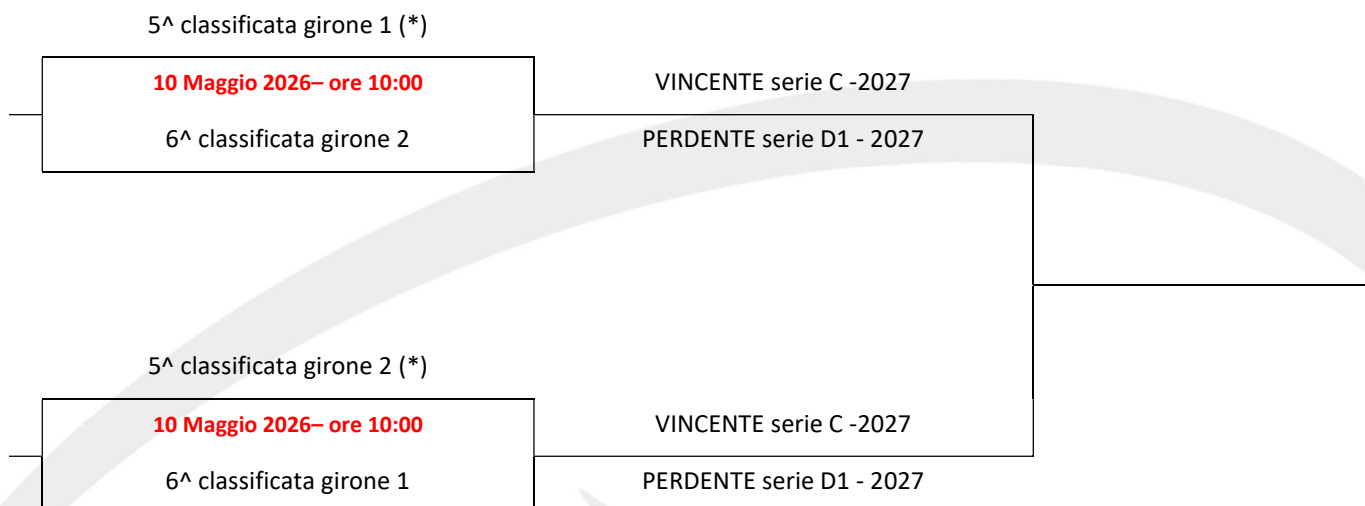 5^ classificata girone 1 (*)
10 Maggio 2026– ore 10:00
VINCENTE serie C -2027
6^ classificata girone 2
PERDENTE serie D1 - 2027
5^ classificata girone 2 (*)
10 Maggio 2026– ore 10:00
VINCENTE serie C -2027
6^ classificata girone 1
PERDENTE serie D1 - 2027